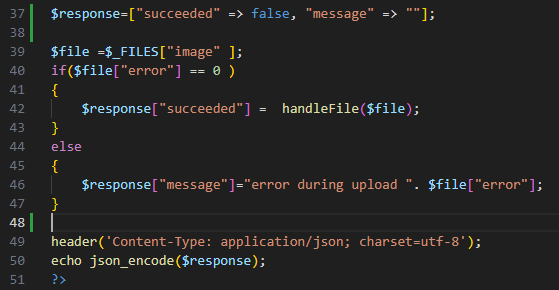 37 $response=["succeeded" => false, "message" => ""];
38
39 $file =$_FILES["image" ];
40 if($file["error"] == 0 )
41 {
42     $response["succeeded"] =  handleFile($file);
43 }
44 else
45 {
46     $response["message"]="error during upload ". $file["error"];
47 }
48
49 header('Content-Type: application/json; charset=utf-8');
50 echo json_encode($response);
51 ?>